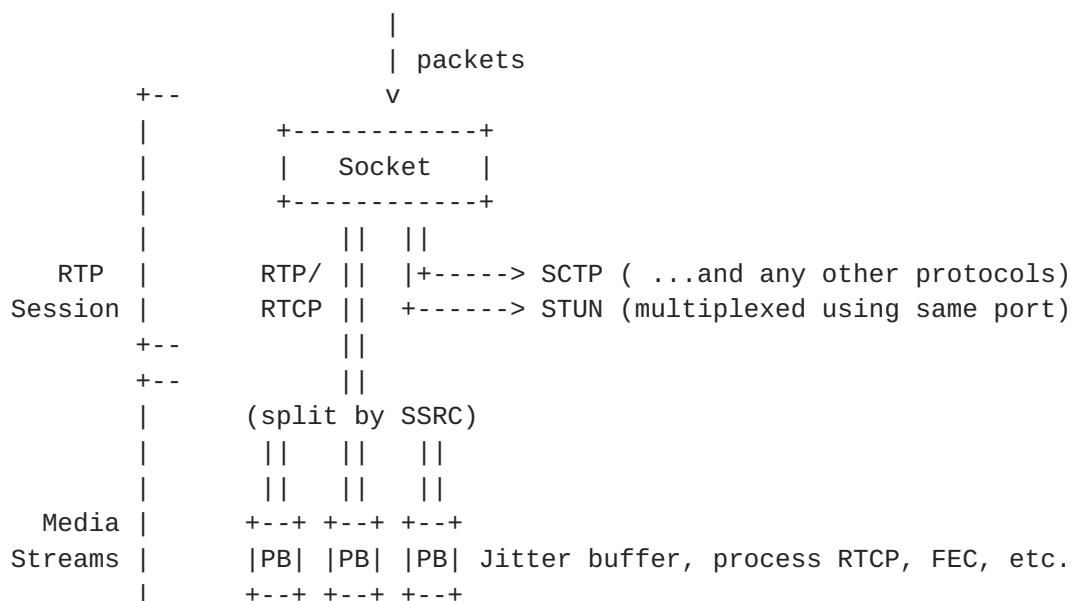 |
                        | packets
        +--             v
        |        +------------+
        |        |   Socket   |
        |        +------------+
        |            ||  ||
   RTP  |       RTP/ ||  |+-----> SCTP ( ...and any other protocols)
Session |       RTCP ||  +------> STUN (multiplexed using same port)
        +--          ||
        +--          ||
        |      (split by SSRC)
        |       ||   ||   ||
        |       ||   ||   ||
  Media |      +--+ +--+ +--+
Streams |      |PB| |PB| |PB| Jitter buffer, process RTCP, FEC, etc.
        |      +--+ +--+ +--+